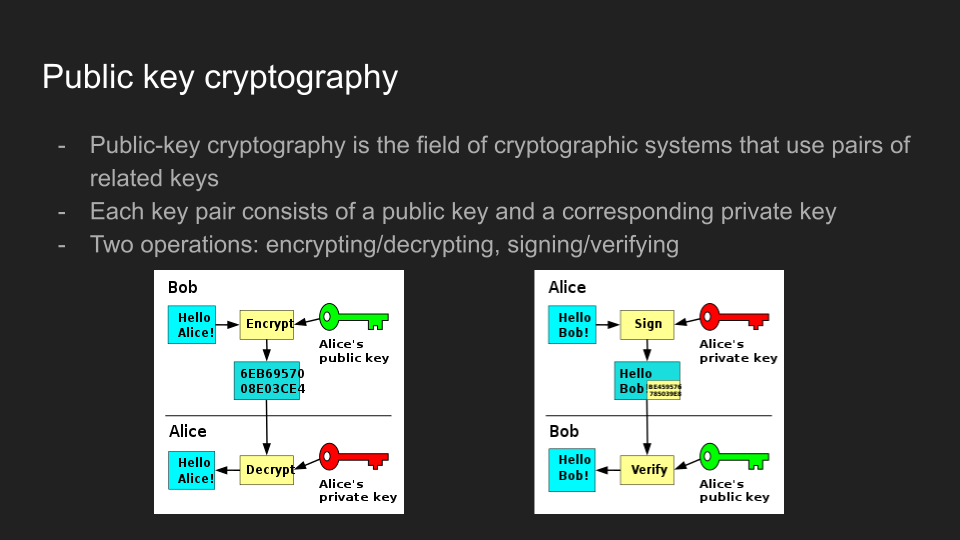 Public key cryptography
- Public-key cryptography is the field of cryptographic systems that use pairs of
related keys
- Each key pair consists of a public key and a corresponding private key
- Two operations: encrypting/decrypting, signing/verifying
Bob
Hello
Alice!
Encrypt
Alice's
public key
6EB69570
08E03CE4
Alice
Hello
Alice!
Decrypt
Alice's
private key
Alice
Hello
Bob!
Sign
Alice's
private key
Hello
Bob
BE459576
785039E8
Bob
Hello
Bob!
Verify
Alice's
public key